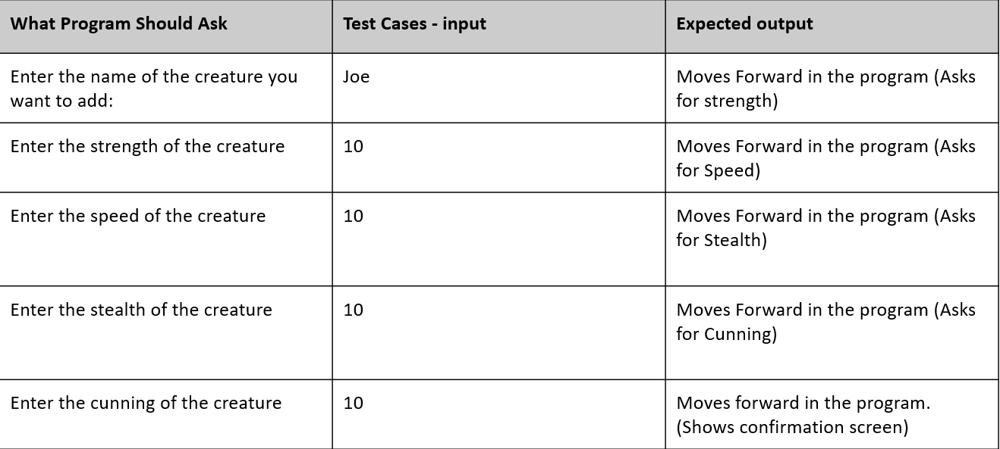 What Program Should Ask
Test Cases - input
Expected output
Enter the name of the creature you
want to add:
Joe
Moves Forward in the program (Asks
for strength)
Enter the strength of the creature
10
Moves Forward in the program (Asks
for Speed)
Enter the speed of the creature
10
Moves Forward in the program (Asks
for Stealth)
Enter the stealth of the creature
10
Moves Forward in the program (Asks
for Cunning)
Enter the cunning of the creature
10
Moves forward in the program.
(Shows confirmation screen)